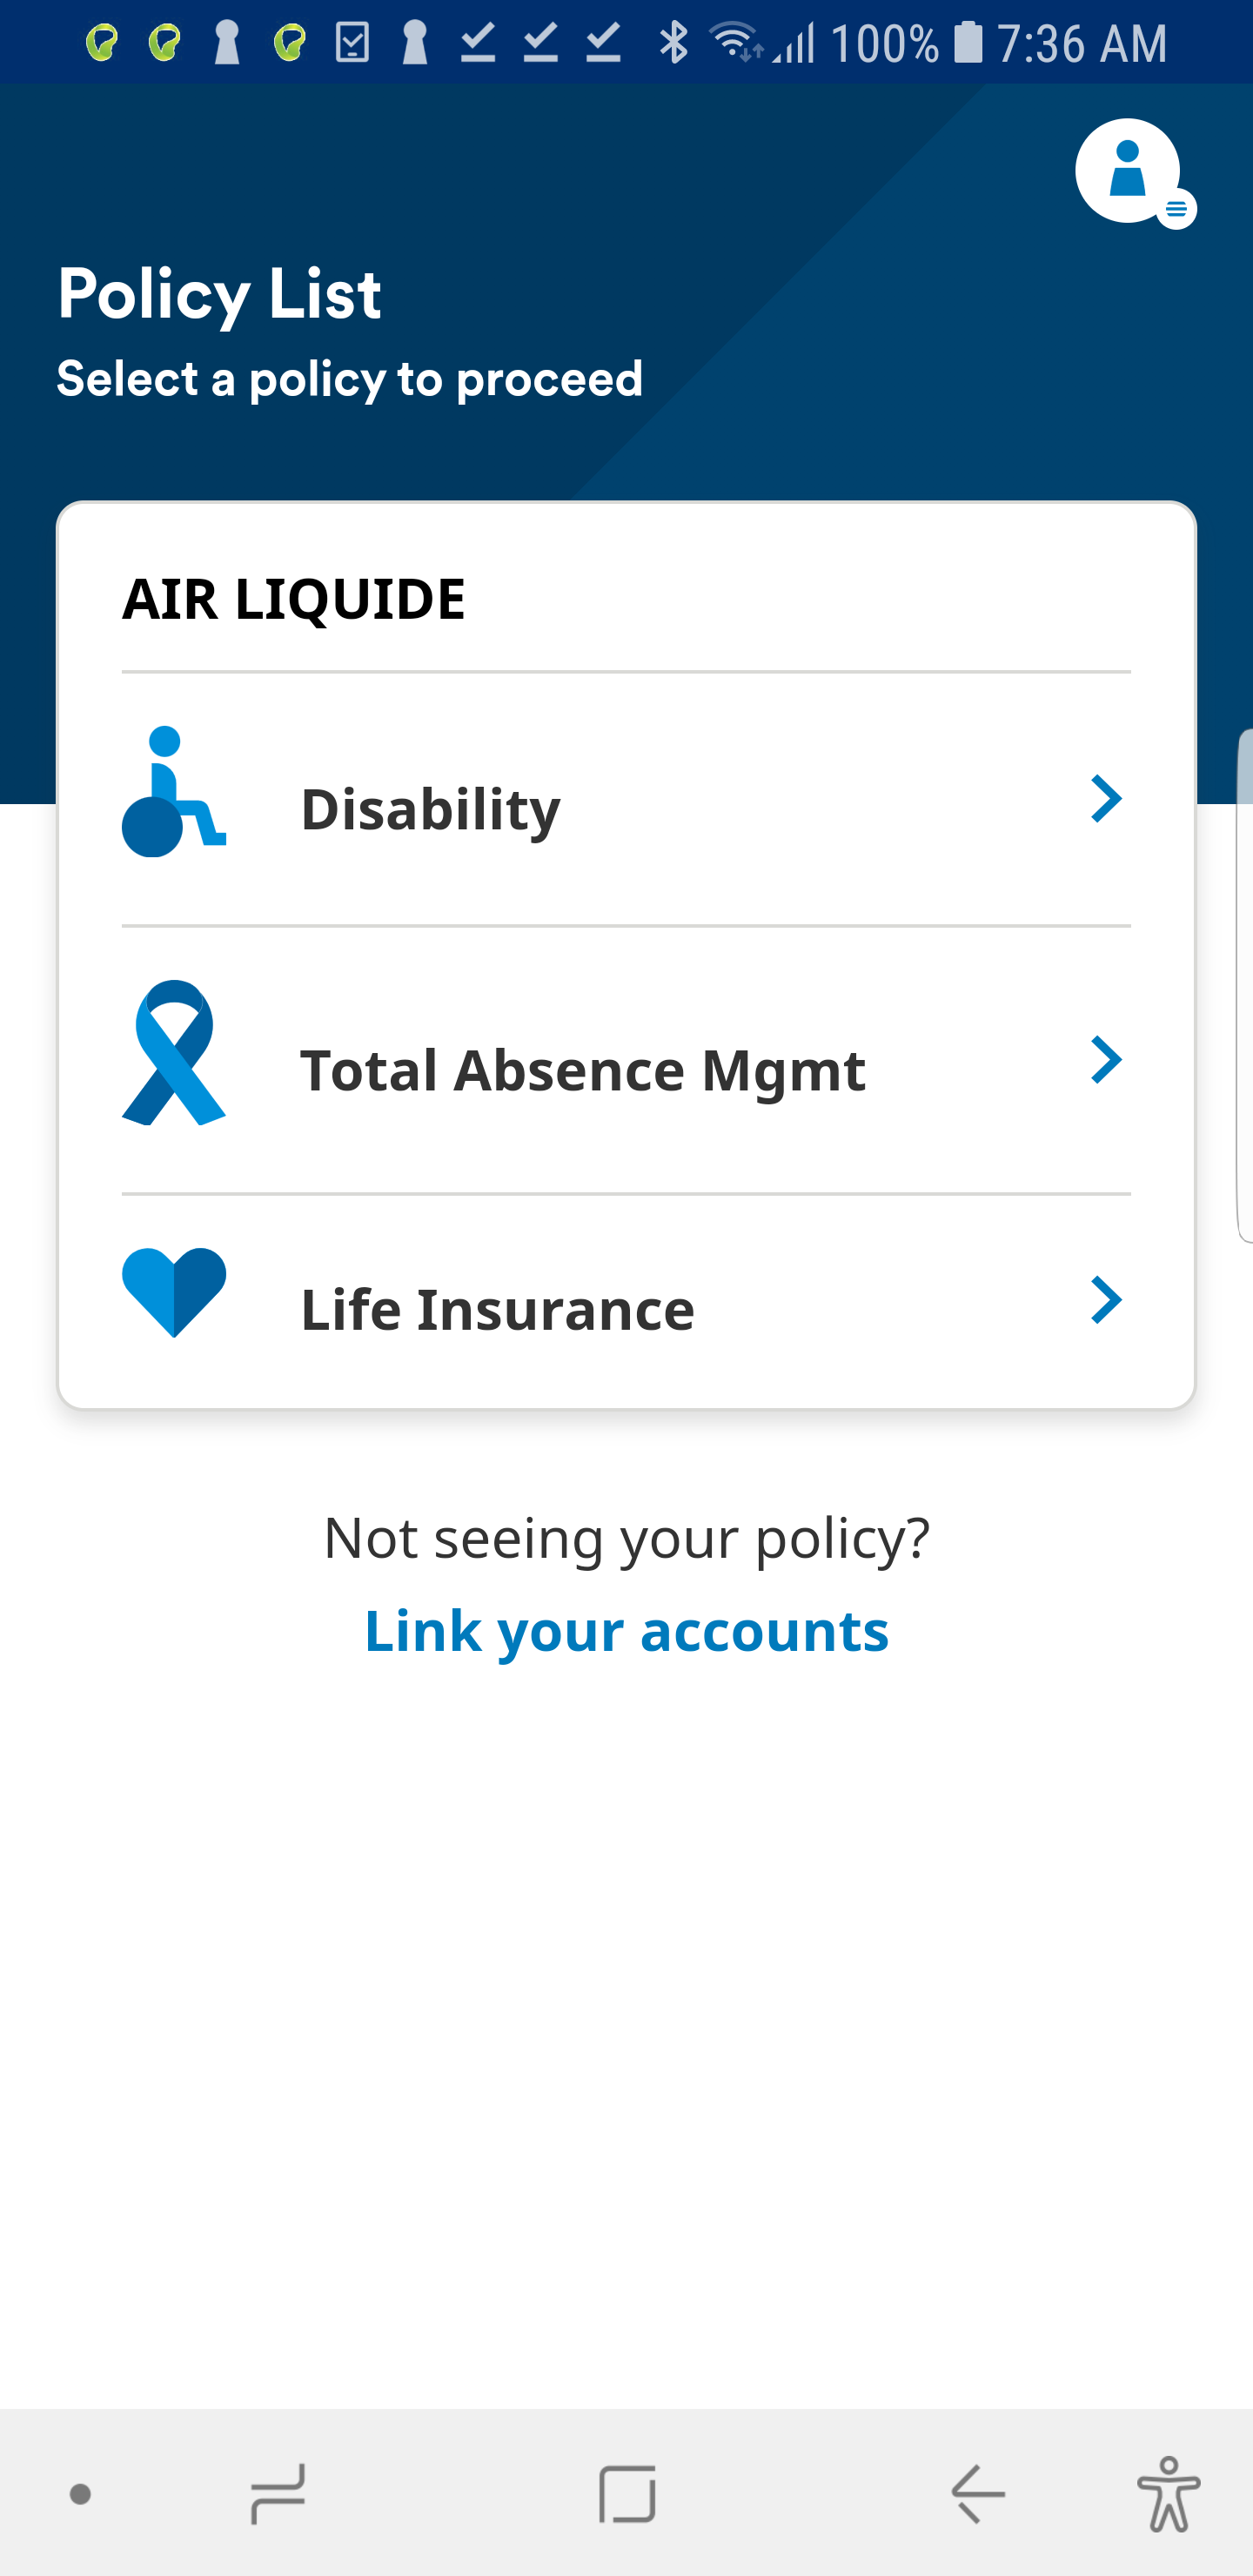 100% 7:36 AM
Policy List
Select a policy to proceed
AIR LIQUIDE
Disability
Total Absence Mgmt
Life Insurance
Not seeing your policy?
Link your accounts